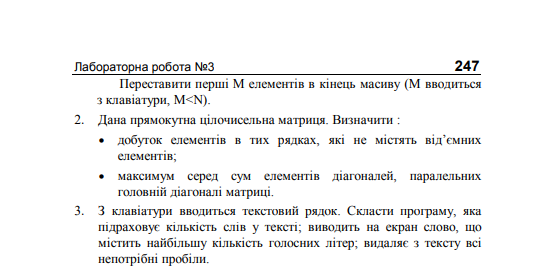 Лабораторна робота №3 247
Переставити перші М елементів в кінець масиву (М вводиться
з клавіатури, М<N).
2. Дана прямокутна цілочисельна матриця. Визначити :
• добуток елементів в тих рядках, які не містять від’ємних
елементів;
• максимум серед сум елементів діагоналей, паралельних
головній діагоналі матриці.
3. З клавіатури вводиться текстовий рядок. Скласти програму, яка
підраховує кількість слів у тексті; виводить на екран слово, що
містить найбільшу кількість голосних літер; видаляє з тексту всі
непотрібні пробіли.